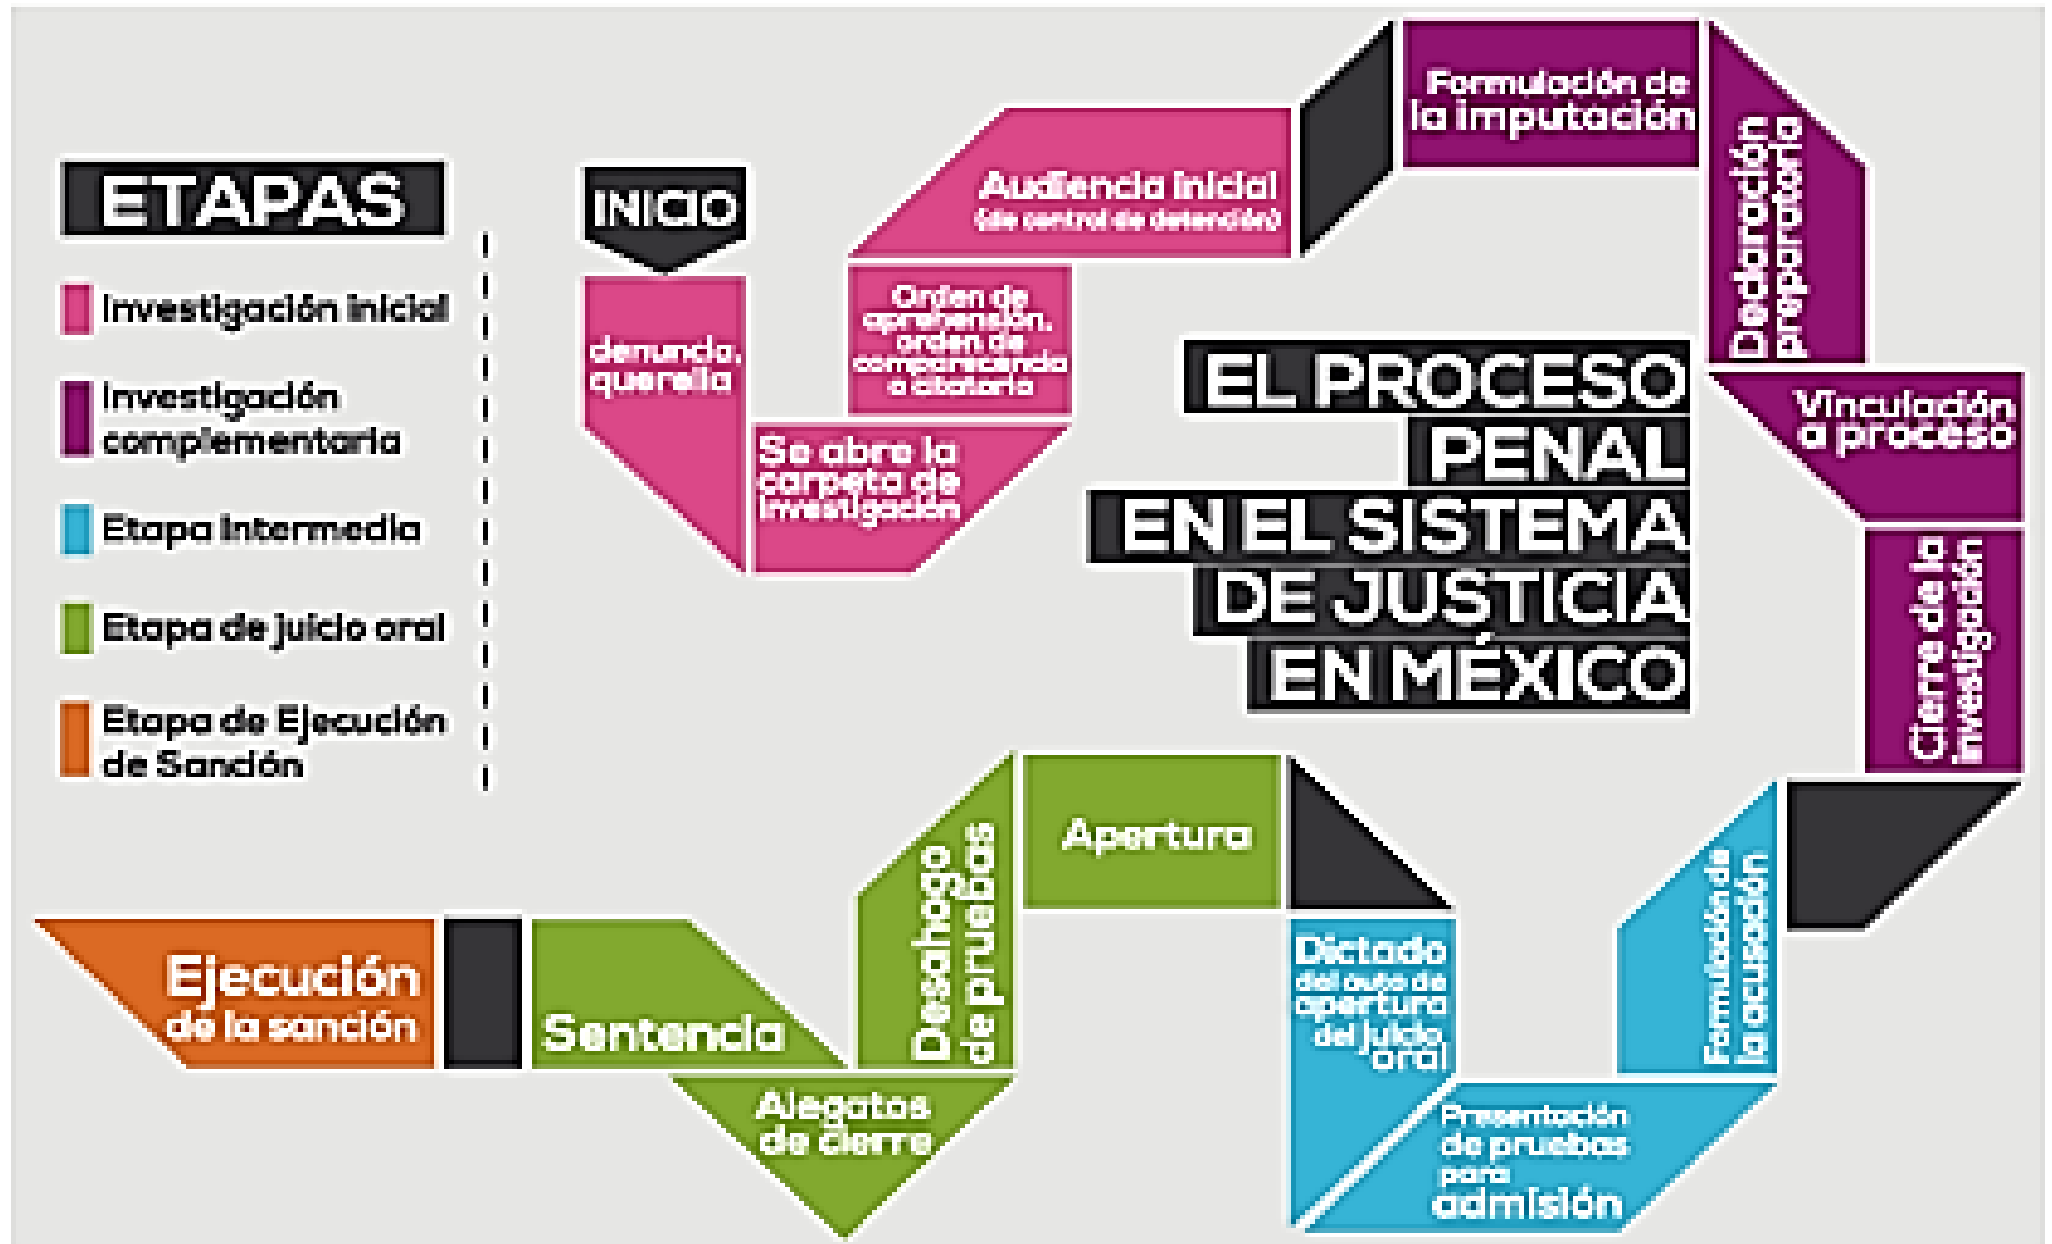 ETAPAS
Investigación inicial
Investigación
complementaria
Etapa Intermedia
Etapa de juicio oral
Etapa de Ejecución
de Sanción
INICIO
denuncia,
querella
Se abre la
carpeta de
investigación
Orden de
aprehensión,
orden de
comparecencia
o citatorio
Audiencia Inicial
(de control de detención)
Formulación de
la imputación
Declaración
preparatoria
Vinculación
a proceso
Cierre de la
investigación
EL PROCESO
PENAL
EN EL SISTEMA
DE JUSTICIA
EN MÉXICO
Formulación de
la acusación
Presentación
de pruebas
para
admisión
Dictado
del auto de
apertura
del juicio
oral
Apertura
Desahogo
de pruebas
Alegatos
de cierre
Sentencia
Ejecución
de la sanción